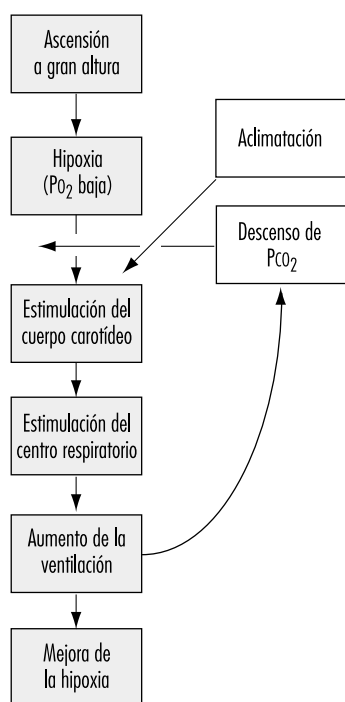 Ascensión
a gran altura
Hipoxia
(PO2 baja)
Aclimatación
Descenso de
PCO2
Estimulación del
cuerpo carotídeo
Estimulación del
centro respiratorio
Aumento de la
ventilación
Mejora de
la hipoxia